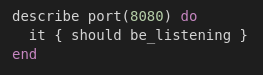 describe port(8080) do
  it { should be_listening }
end